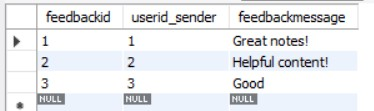 feedbackid userid_sender feedbackmessage
1 1 Great notes!
2 2 Helpful content!
3 3 Good
NULL NULL NULL